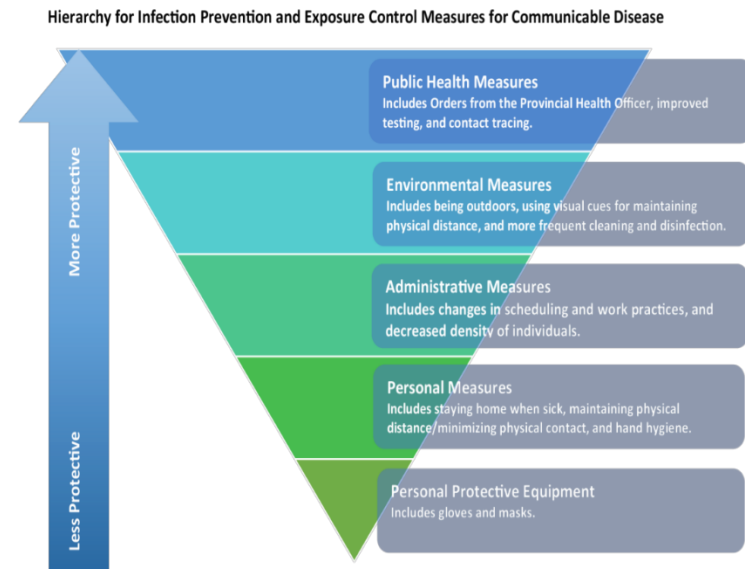 Hierarchy for Infection Prevention and Exposure Control Measures for Communicable Disease
Public Health Measures
Includes Orders from the Provincial Health Officer, improved
testing, and contact tracing.
More Protective
Environmental Measures
Includes being outdoors, using visual cues for maintaining
physical distance, and more frequent cleaning and disinfection.
Administrative Measures
Includes changes in scheduling and work practices, and
decreased density of individuals.
Personal Measures
Includes staying home when sick, maintaining physical
distance/minimizing physical contact, and hand hygiene.
Less Protective
Personal Protective Equipment
Includes gloves and masks.